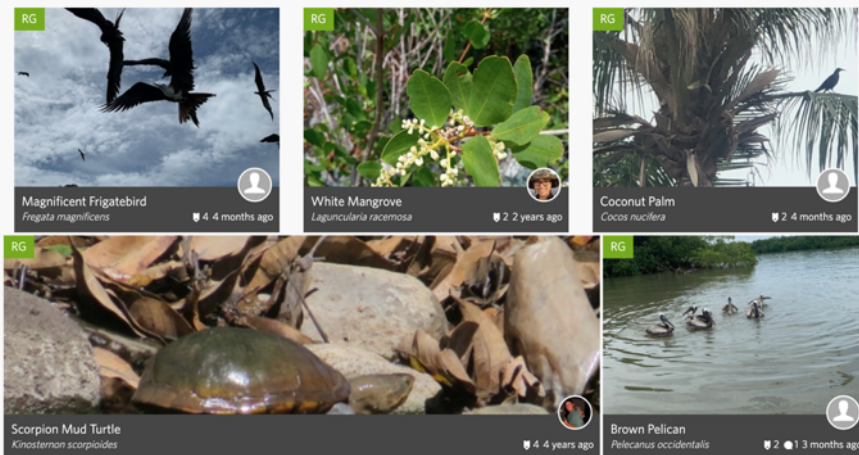 RG
Magnificent Frigatebird
Fregata magnificens
4 4 months ago
RG
White Mangrove
Laguncularia racemosa
2 2 years ago
RG
Coconut Palm
Cocos nucifera
2 4 months ago
RG
Scorpion Mud Turtle
Kinosternon scorpioides
4 4 years ago
RG
Brown Pelican
Pelecanus occidentalis
2 1 3 months ago